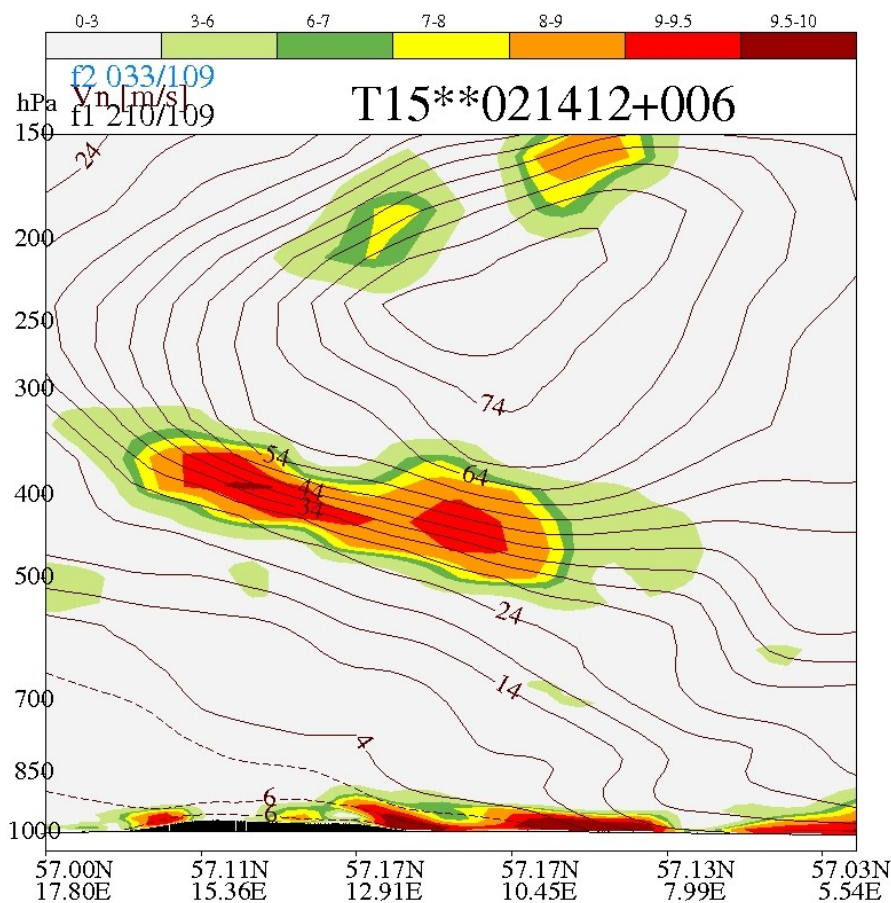 0-3 3-6 6-7 7-8 8-9 9-9.5 9.5-10
f2 033/109
Vn [m/s]
f1 210/109
T15**021412+006
hPa
150
24
200
250
300
74
54
64
44
400
34
500
24
700
14
4
850
6
6
1000
57.00N 57.11N 57.17N 57.17N 57.13N 57.03N
17.80E 15.36E 12.91E 10.45E 7.99E 5.54E